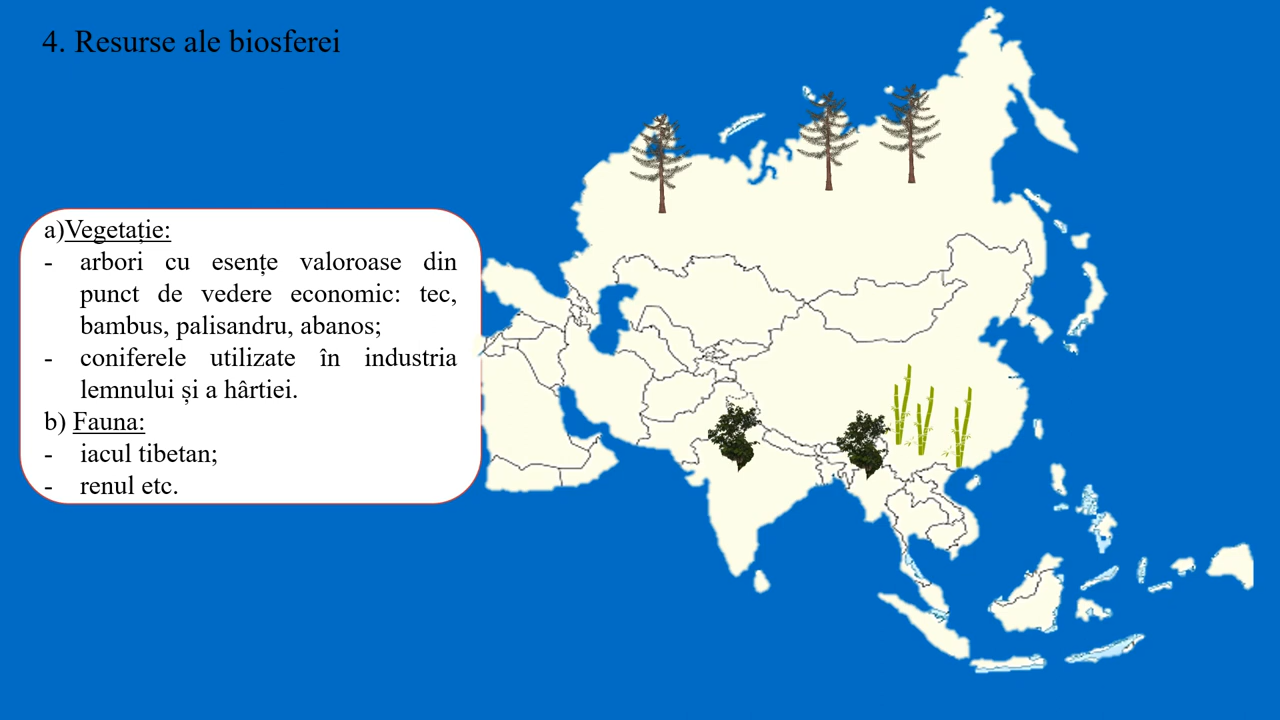 4. Resurse ale biosferei
a)Vegetație:
- arbori cu esențe valoroase din
punct de vedere economic: tec,
bambus, palisandru, abanos;
- coniferele utilizate în industria
lemnului și a hârtiei.
b) Fauna:
- iacul tibetan;
- renul etc.